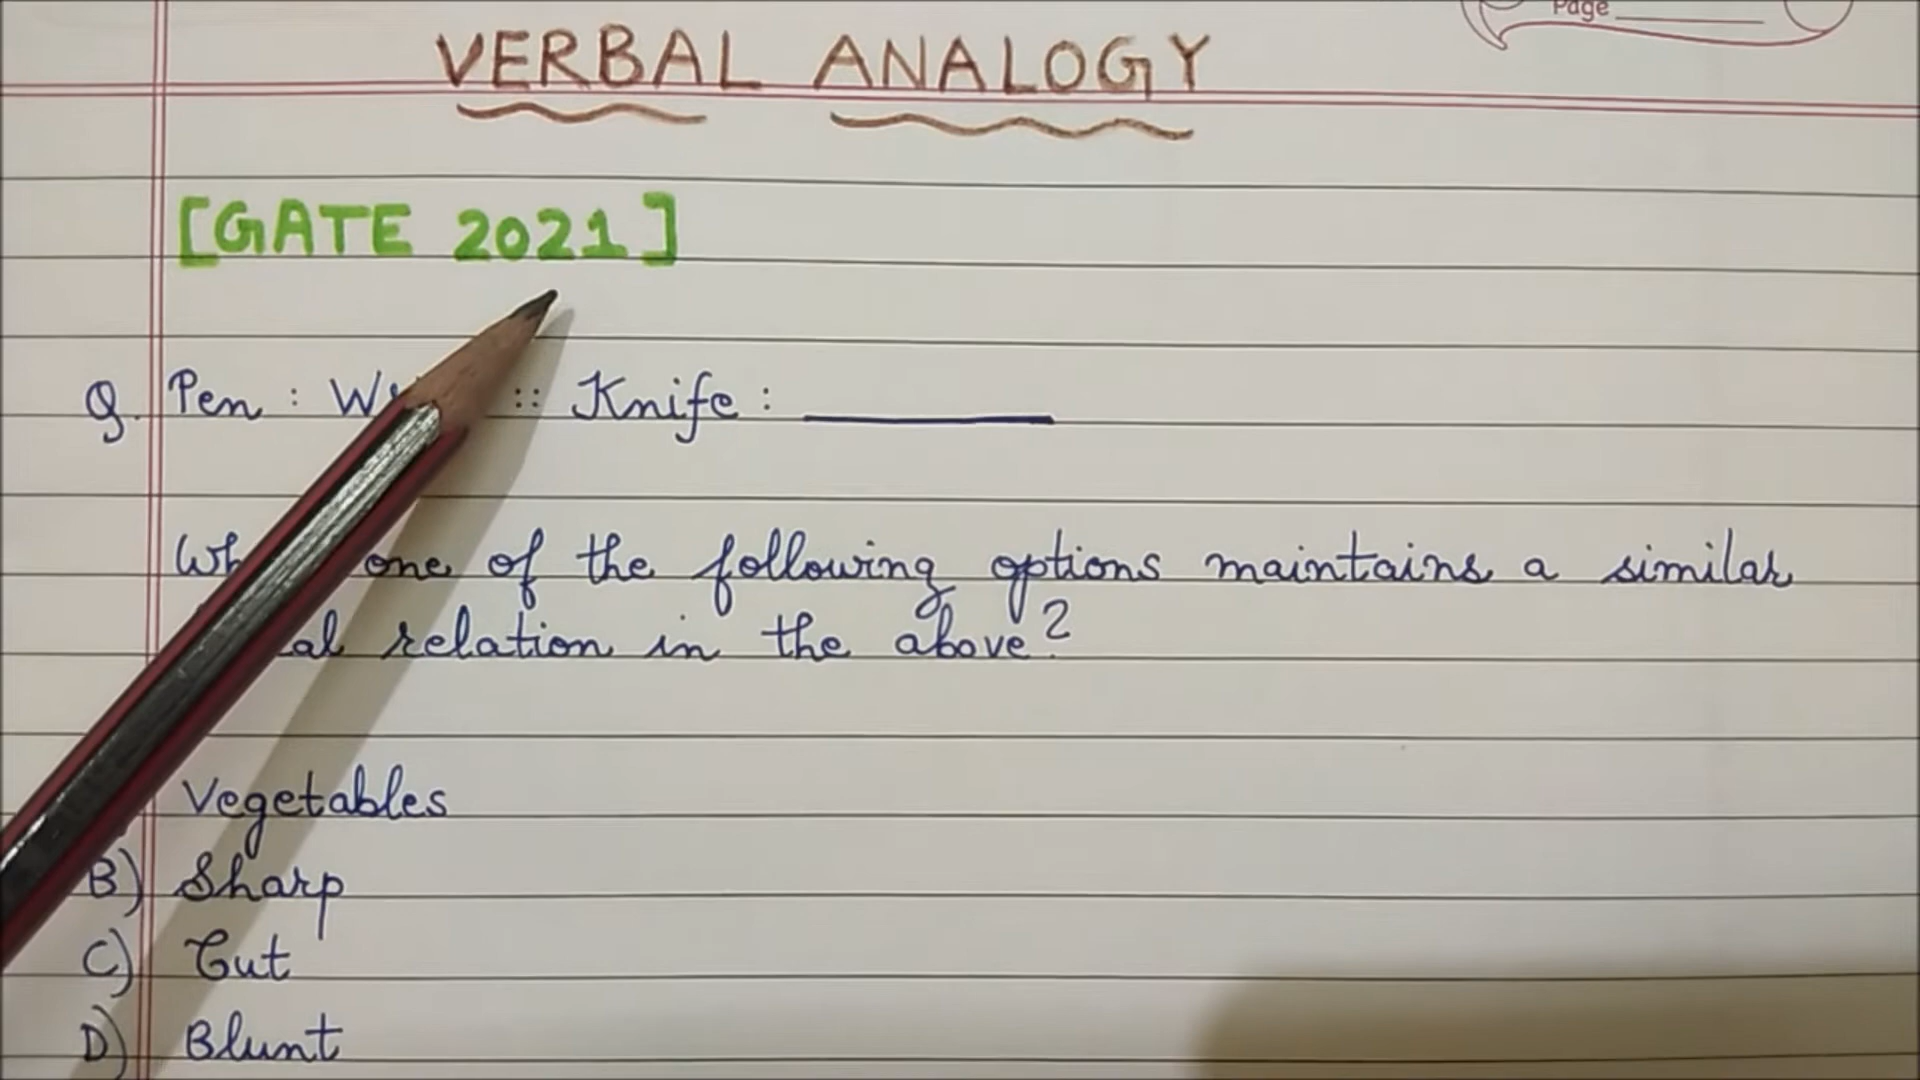 Page
VERBAL ANALOGY
[GATE 2021]
Q. Pen : :: Knife :
one of the following options maintains a similar
relation in the above?
Vegetables
B) Sharp
C) Cut
D) Blunt